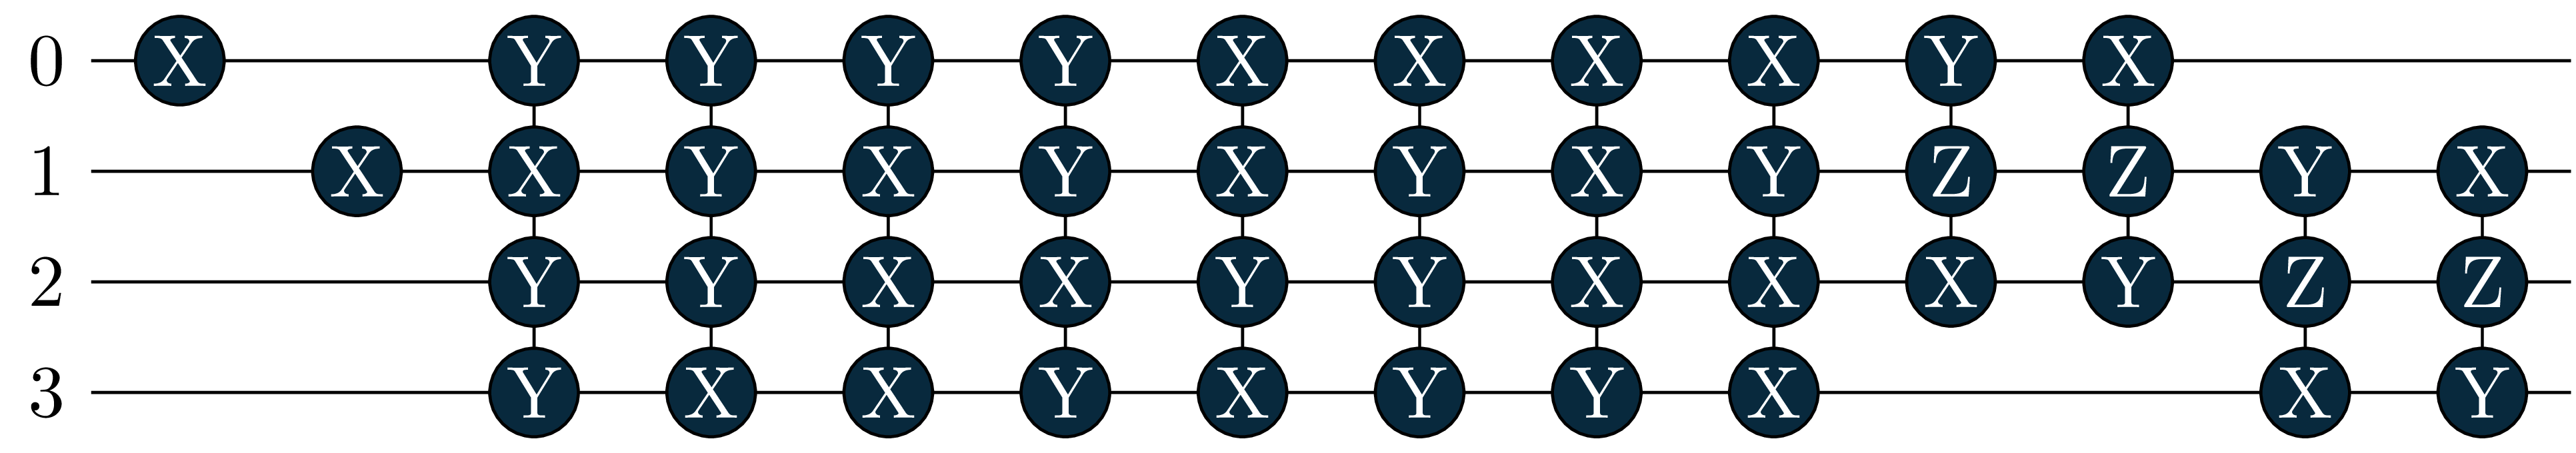 0 X Y Y Y Y X X X X Y X
1 X X Y X Y X Y X Y Z Z Y X
2 Y Y X X Y Y X X X Y Z Z
3 Y X X Y X Y Y X X Y